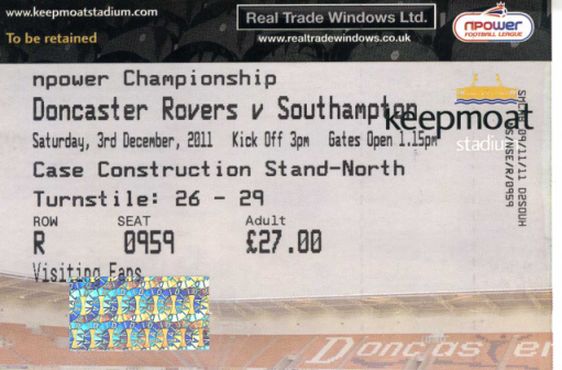 www.keepmoatstadium.com
To be retained
Real Trade Windows Ltd.
www.realtradewindows.co.uk
npower
FOOTBALL LEAGUE
npower Championship
Doncaster Rovers v Southampton
Saturday, 3rd December, 2011 Kick Off 3pm Gates Open 1.15pm
keepmoat
stadium
Case Construction Stand-North
Turnstile: 26 - 29
ROW SEAT Adult
R 0959 £27.00
Visiting Fans
S/NSE/R/0959
Doncaster